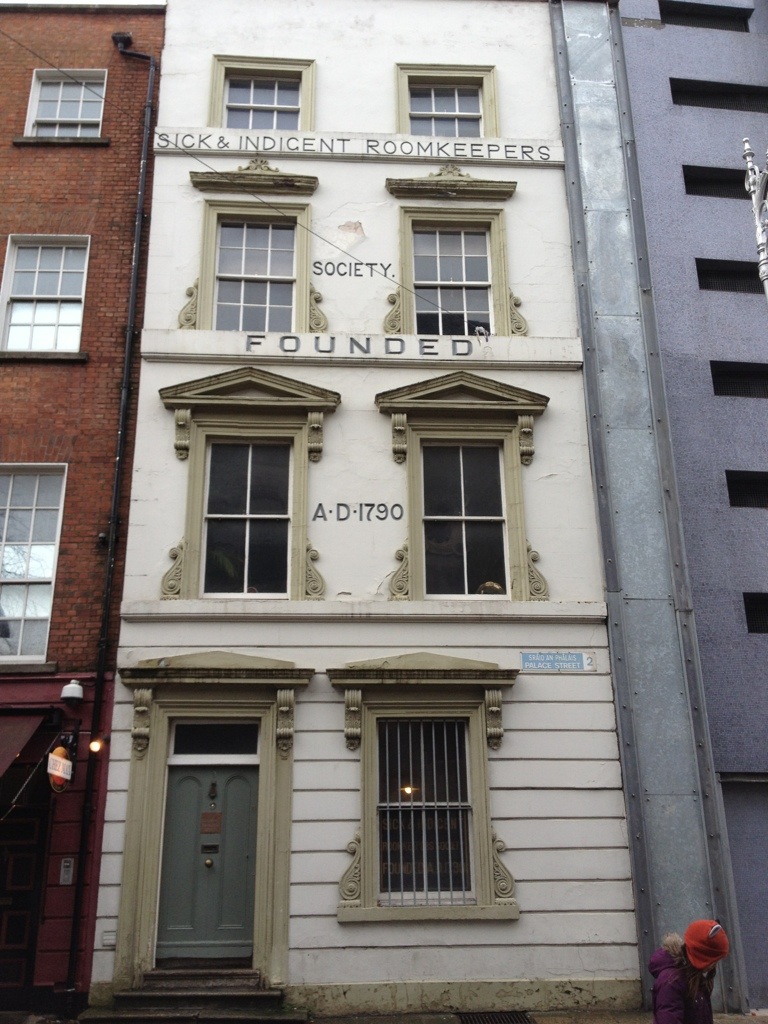 SICK & INDIGENT ROOMKEEPERS
SOCIETY.
FOUNDED
A·D·1790
SRÁID AN PHÁLÁIS
PALACE STREET 2